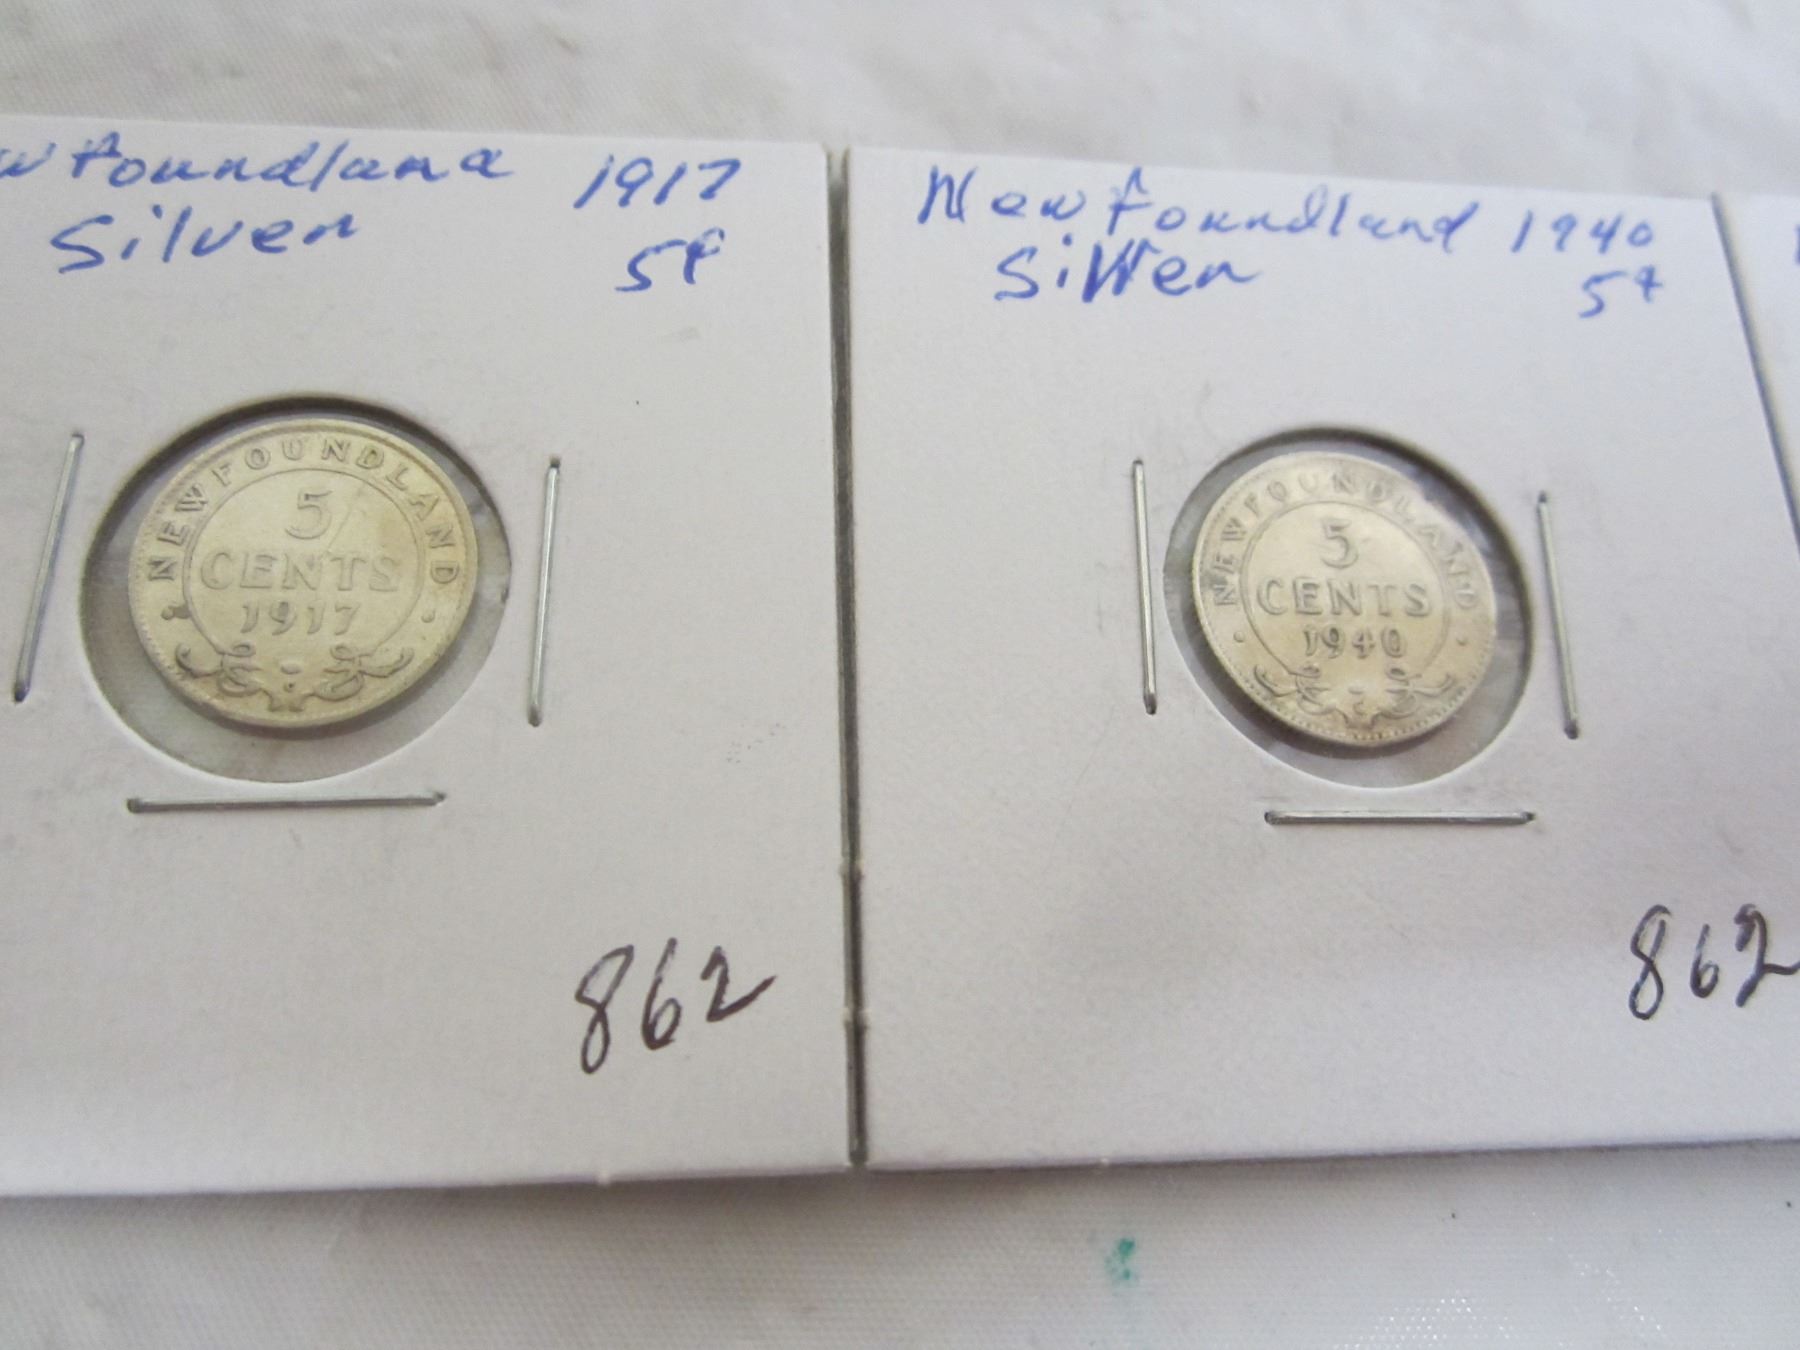 wfoundland 1917
Silver 5¢
NEWFOUNDLAND
5
CENTS
1917
862
Newfoundland 1940
Silver 5¢
NEWFOUNDLAND
5
CENTS
1940
862